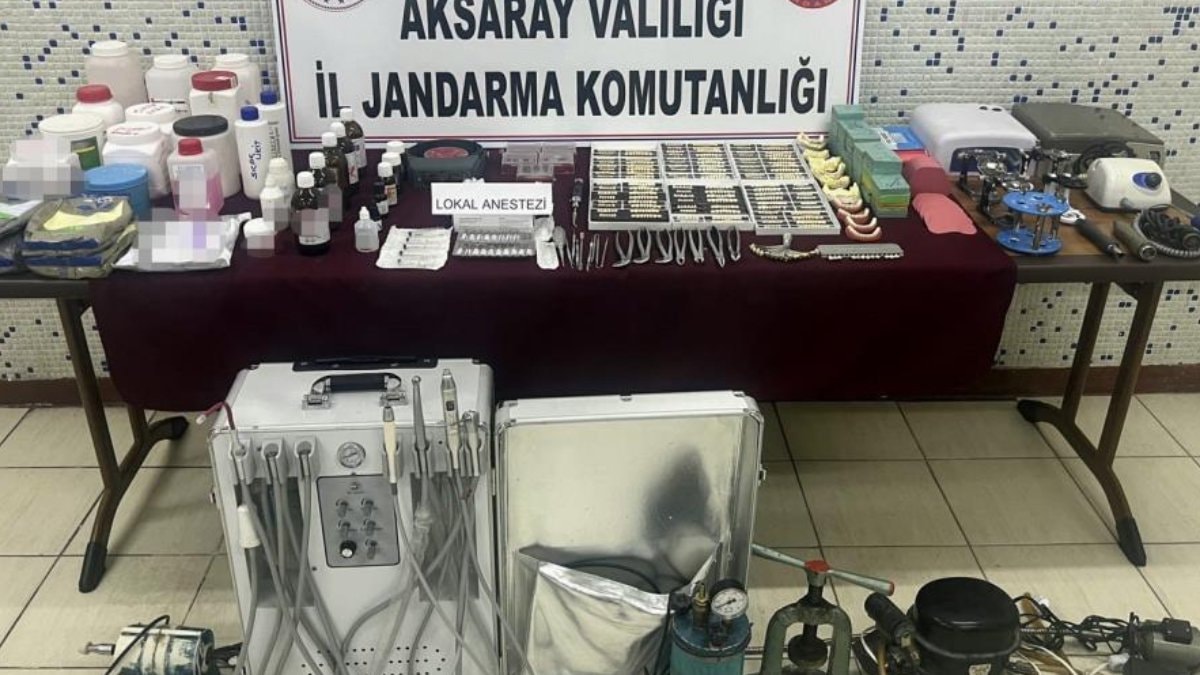 AKSARAY VALİLİĞİ
İL JANDARMA KOMUTANLIĞI
LOKAL ANESTEZİ